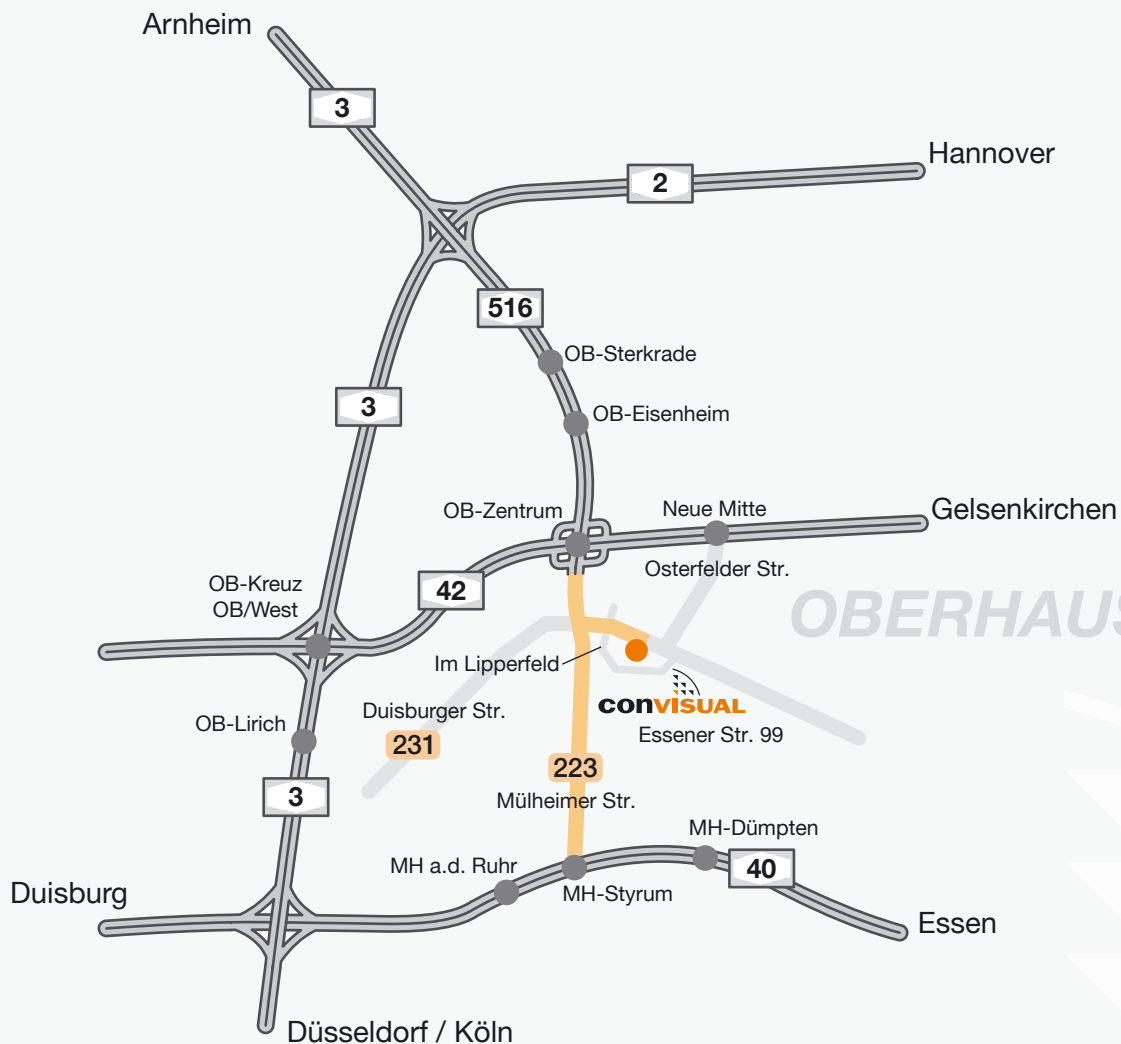 Arnheim
3
Hannover
2
516
OB-Sterkrade
3
OB-Eisenheim
OB-Zentrum
Neue Mitte
Gelsenkirchen
Osterfelder Str.
OB-Kreuz
OB/West
42
OBERHAUS
Im Lipperfeld
convisual
Essener Str. 99
Duisburger Str.
231
OB-Lirich
223
3
Mülheimer Str.
MH-Dümpten
40
MH a.d. Ruhr
MH-Styrum
Duisburg
Essen
Düsseldorf / Köln